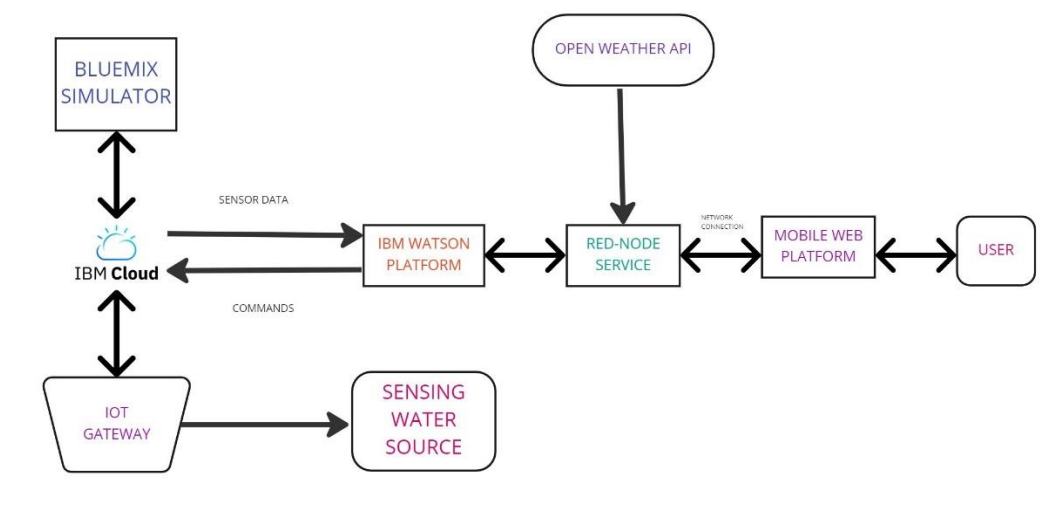 OPEN WEATHER API
BLUEMIX
SIMULATOR
SENSOR DATA
NETWORK
CONNECTION
IBM WATSON
PLATFORM
RED-NODE
SERVICE
MOBILE WEB
PLATFORM
USER
IBM Cloud
COMMANDS
IOT
GATEWAY
SENSING
WATER
SOURCE